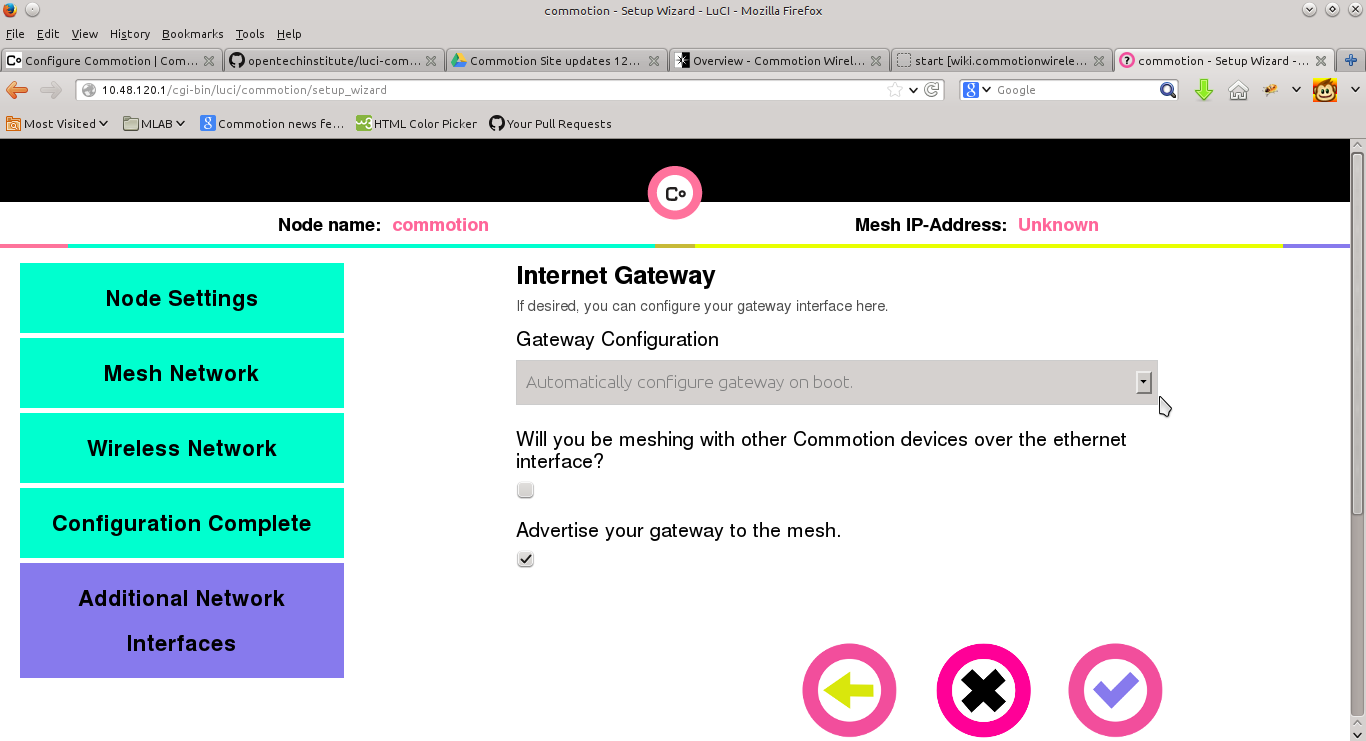 commotion - Setup Wizard - LuCI - Mozilla Firefox
File Edit View History Bookmarks Tools Help
Configure Commotion | Com... opentechinstitute/luci-com... Commotion Site updates 12... Overview - Commotion Wirel... start [wiki.commotionwirele... commotion - Setup Wizard -...
10.48.120.1/cgi-bin/luci/commotion/setup_wizard Google
Most Visited MLAB Commotion news fe... HTML Color Picker Your Pull Requests
Co
Node name: commotion Mesh IP-Address: Unknown
Node Settings
Mesh Network
Wireless Network
Configuration Complete
Additional Network
Interfaces
Internet Gateway
If desired, you can configure your gateway interface here.
Gateway Configuration
Automatically configure gateway on boot.
Will you be meshing with other Commotion devices over the ethernet
interface?
Advertise your gateway to the mesh.